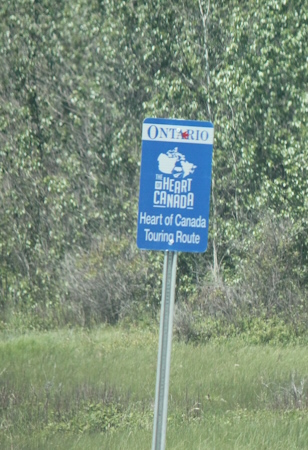 ONTARIO
THE
OF HEART
CANADA
Heart of Canada
Touring Route